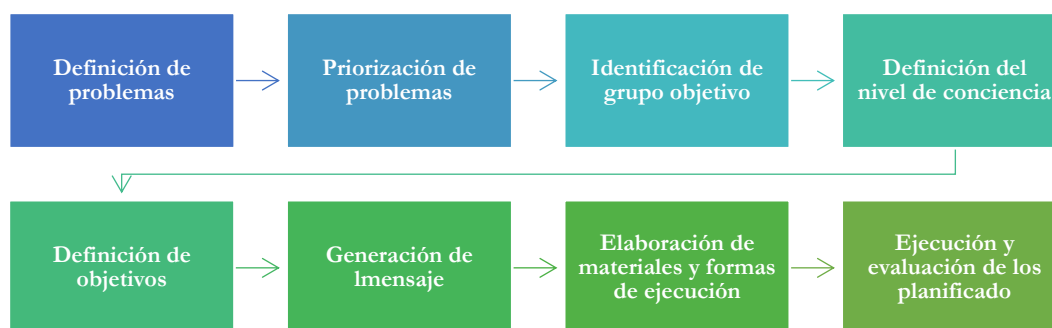 Definición de
problemas
Priorización de
problemas
Identificación de
grupo objetivo
Definición del
nivel de conciencia
Definición de
objetivos
Generación de
lmensaje
Elaboración de
materiales y formas
de ejecución
Ejecución y
evaluación de los
planificado